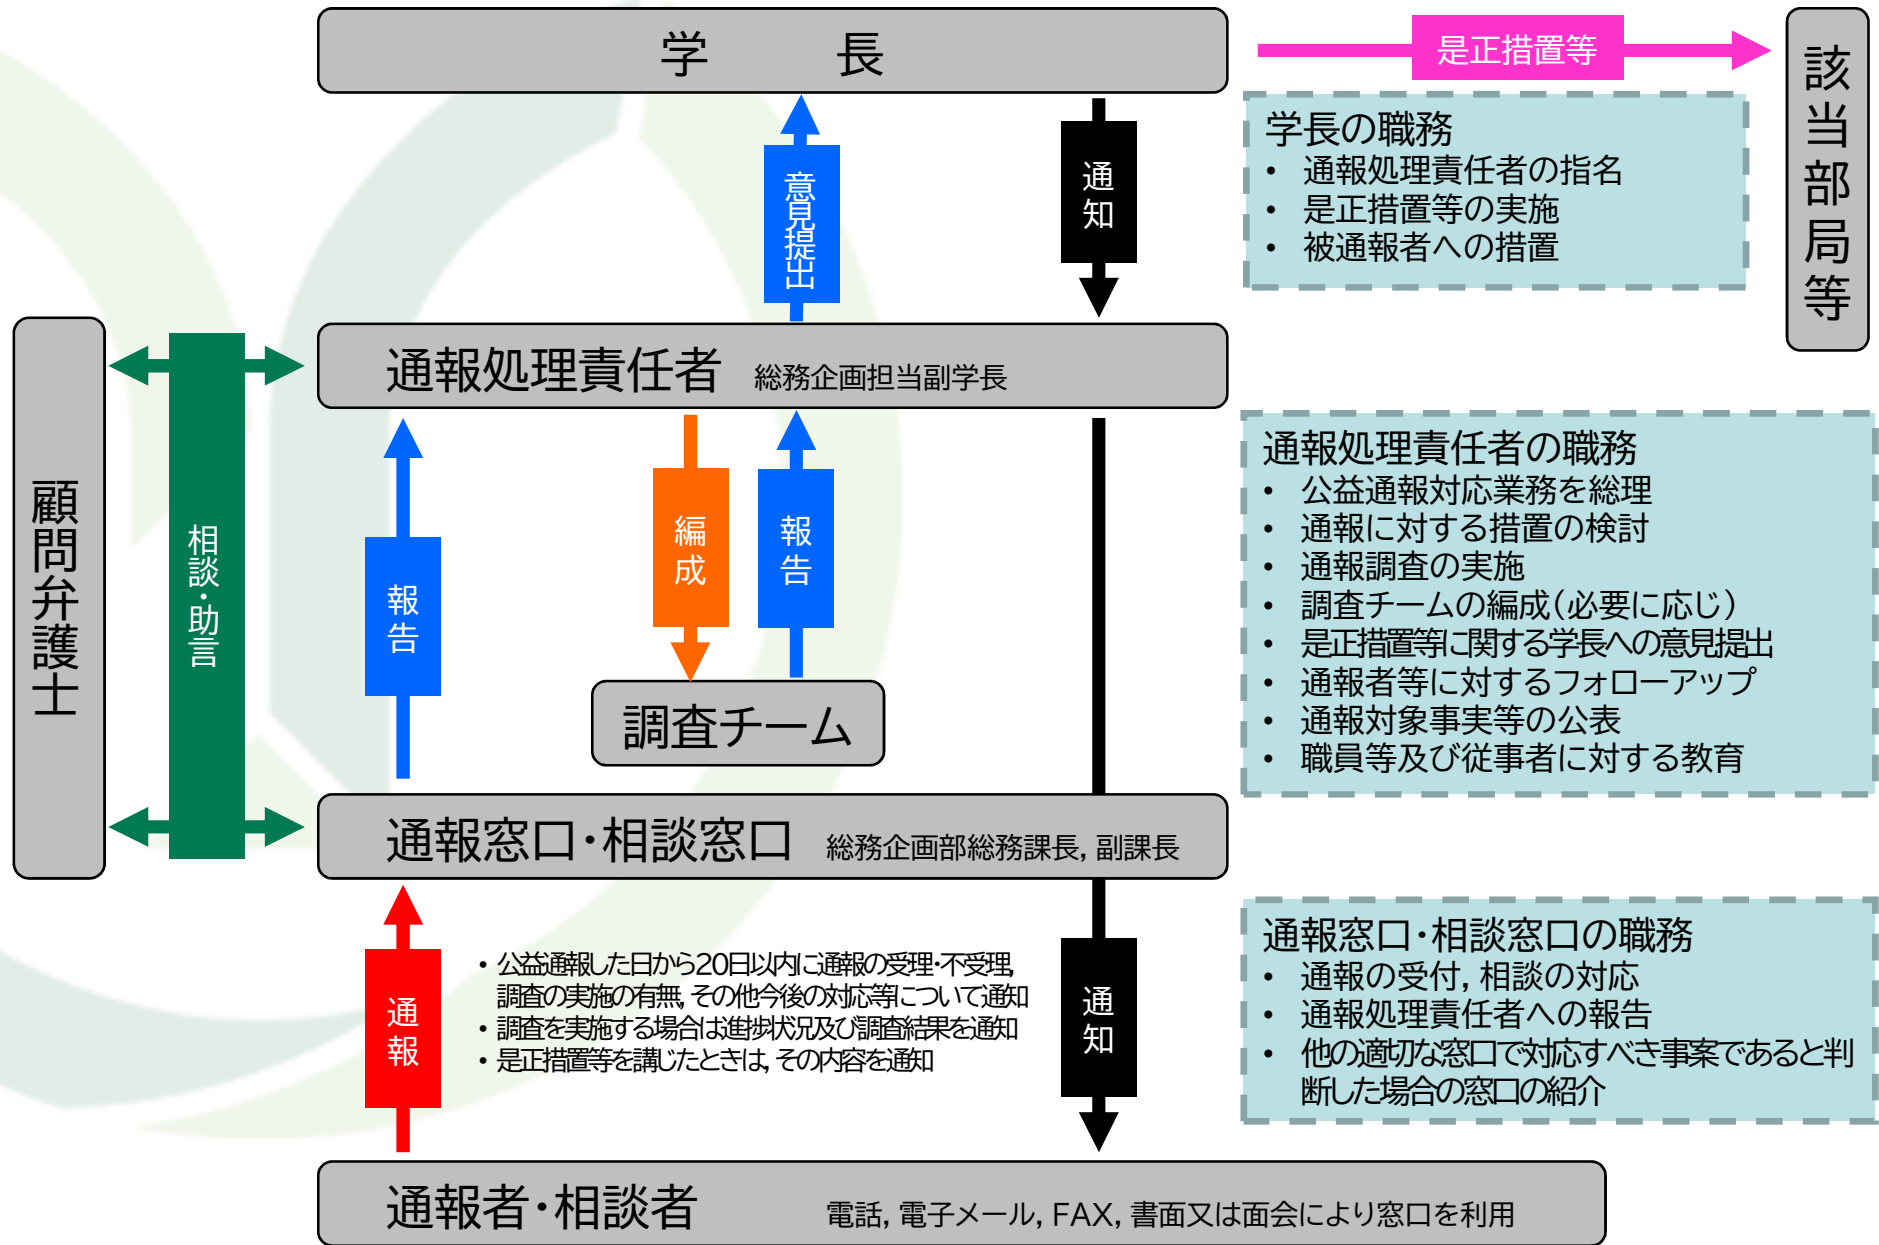 学　長
是正措置等
該当部局等
学長の職務
• 通報処理責任者の指名
• 是正措置等の実施
• 被通報者への措置
意見提出
通知
通報処理責任者 総務企画担当副学長
顧問弁護士
相談・助言
報告
編成
報告
調査チーム
通報処理責任者の職務
• 公益通報対応業務を総理
• 通報に対する措置の検討
• 通報調査の実施
• 調査チームの編成(必要に応じ)
• 是正措置等に関する学長への意見提出
• 通報者等に対するフォローアップ
• 通報対象事実等の公表
• 職員等及び従事者に対する教育
通報窓口・相談窓口 総務企画部総務課長, 副課長
通報
• 公益通報した日から20日以内に通報の受理・不受理,
調査の実施の有無, その他今後の対応等について通知
• 調査を実施する場合は進捗状況及び調査結果を通知
• 是正措置等を講じたときは, その内容を通知
通知
通報窓口・相談窓口の職務
• 通報の受付, 相談の対応
• 通報処理責任者への報告
• 他の適切な窓口で対応すべき事案であると判
断した場合の窓口の紹介
通報者・相談者 電話, 電子メール, FAX, 書面又は面会により窓口を利用